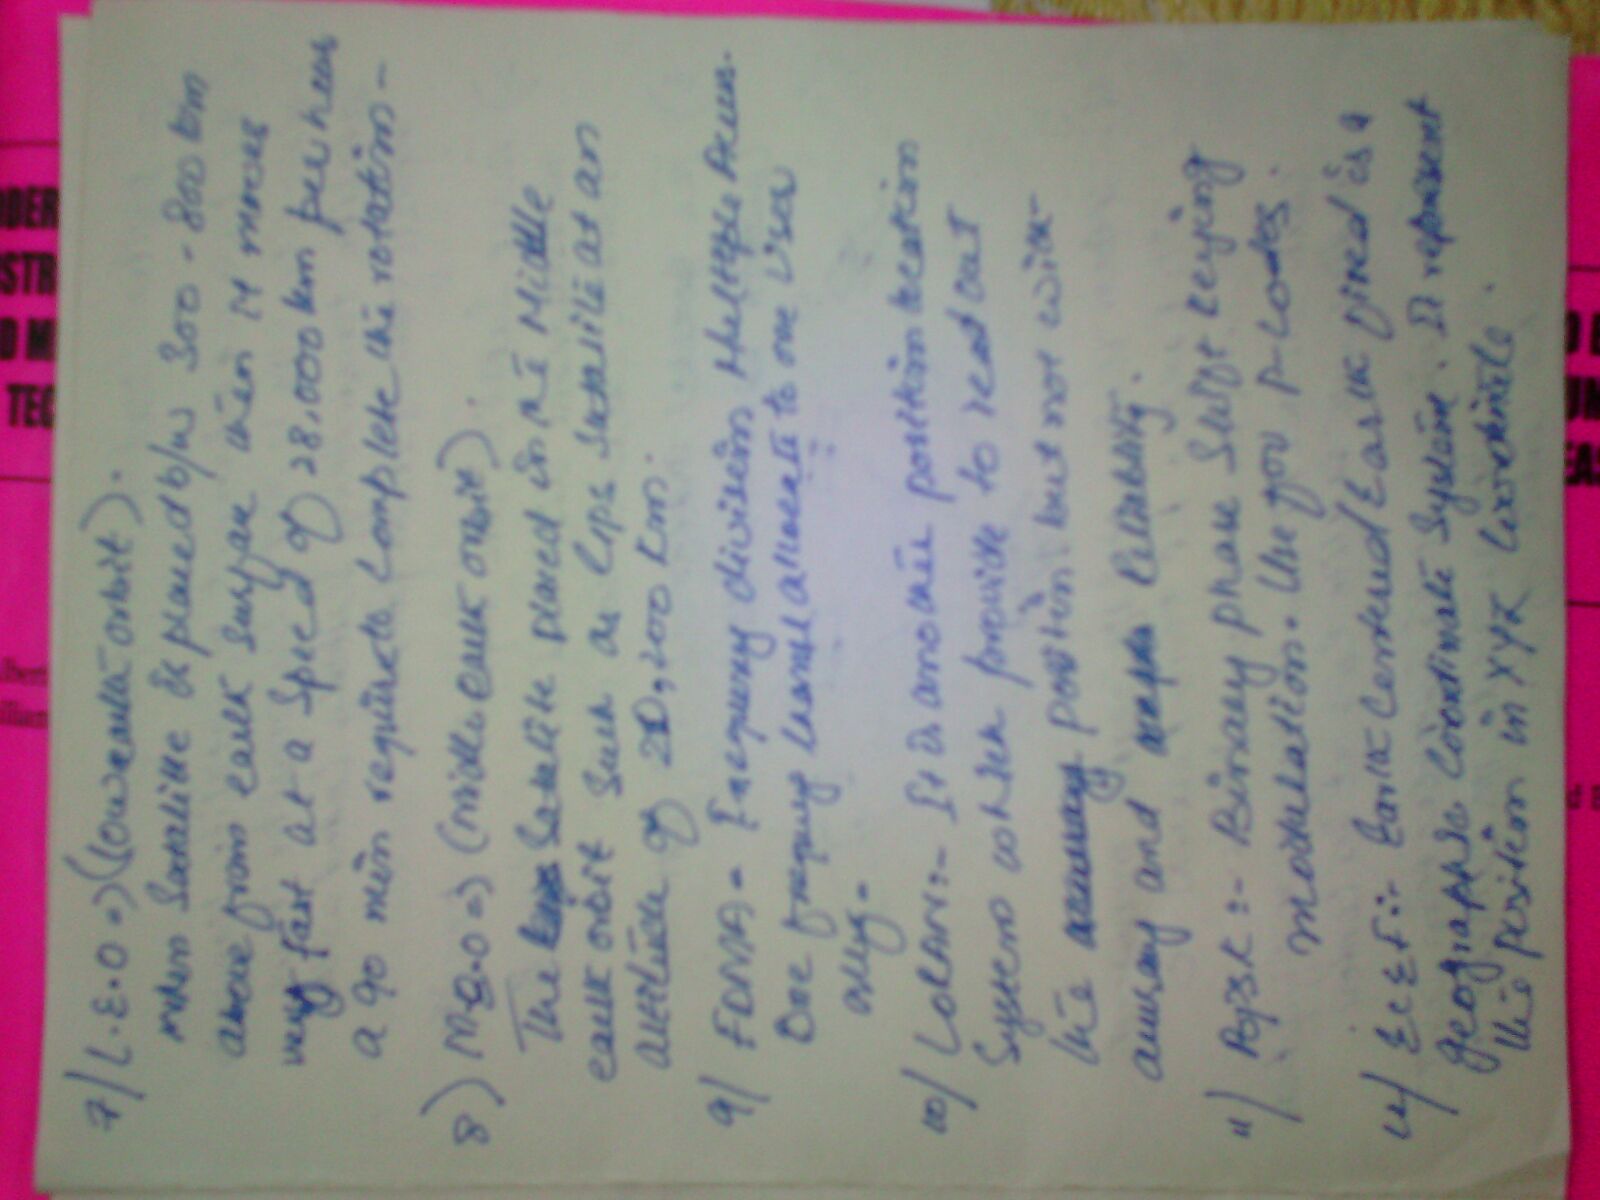 7/ L.E.O => (low earth orbit).
when Satalitte is placed b/w 300 - 800 km
above from earth surface then it moves
very fast at a speed of 28,000 km per hour
a 90 min require to complete the rotation -
8) M.E.O => (Middle earth orbit).
The Satalite placed in the Middle
earth orbit such as Gps Satalite at an
altitude of 20,200 Km.
9/ FDMA - Frequency division Multiple Access.
One frequency channel allocate to one user
only -
10/ LORAN :- It is another position location
System which provide to read out
the position but not with
accuracy and Reliablity.
11/ BpSK :- Binary phase Shift Keying
modulation. Use for P-Codes.
12/ ECEF :- Earth Centered Earth fixed is a
geographic Coordinate System. It represent
the position in XYZ Coordinate.